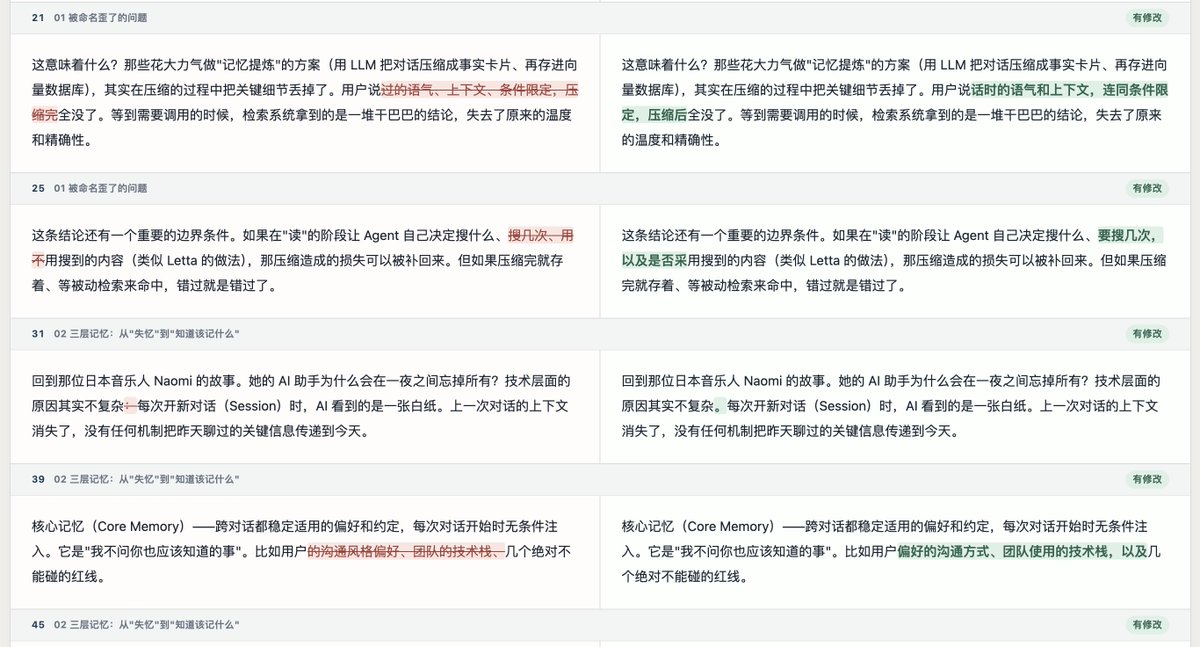 21 01 被命名歪了的问题 有修改
这意味着什么？那些花大力气做"记忆提炼"的方案（用 LLM 把对话压缩成事实卡片、再存进向
量数据库），其实在压缩的过程中把关键细节丢掉了。用户说过的语气、上下文、条件限定，压
缩完全没了。等到需要调用的时候，检索系统拿到的是一堆干巴巴的结论，失去了原来的温度
和精确性。
这意味着什么？那些花大力气做"记忆提炼"的方案（用 LLM 把对话压缩成事实卡片、再存进向
量数据库），其实在压缩的过程中把关键细节丢掉了。用户说话时的语气和上下文，连同条件限
定，压缩后全没了。等到需要调用的时候，检索系统拿到的是一堆干巴巴的结论，失去了原来
的温度和精确性。
25 01 被命名歪了的问题 有修改
这条结论还有一个重要的边界条件。如果在"读"的阶段让 Agent 自己决定搜什么、搜几次、用
不用搜到的内容（类似 Letta 的做法），那压缩造成的损失可以被补回来。但如果压缩完就存
着、等被动检索来命中，错过就是错过了。
这条结论还有一个重要的边界条件。如果在"读"的阶段让 Agent 自己决定搜什么、要搜几次，
以及是否采用搜到的内容（类似 Letta 的做法），那压缩造成的损失可以被补回来。但如果压缩
完就存着、等被动检索来命中，错过就是错过了。
31 02 三层记忆：从"失忆"到"知道该记什么" 有修改
回到那位日本音乐人 Naomi 的故事。她的 AI 助手为什么会在一夜之间忘掉所有？技术层面的
原因其实不复杂：每次开新对话（Session）时，AI 看到的是一张白纸。上一次对话的上下文
消失了，没有任何机制把昨天聊过的关键信息传递到今天。
回到那位日本音乐人 Naomi 的故事。她的 AI 助手为什么会在一夜之间忘掉所有？技术层面的
原因其实不复杂。每次开新对话（Session）时，AI 看到的是一张白纸。上一次对话的上下文
消失了，没有任何机制把昨天聊过的关键信息传递到今天。
39 02 三层记忆：从"失忆"到"知道该记什么" 有修改
核心记忆（Core Memory）——跨对话都稳定适用的偏好和约定，每次对话开始时无条件注
入。它是"我不问你也应该知道的事"。比如用户的沟通风格偏好、团队的技术栈、几个绝对不
能碰的红线。
核心记忆（Core Memory）——跨对话都稳定适用的偏好和约定，每次对话开始时无条件注
入。它是"我不问你也应该知道的事"。比如用户偏好的沟通方式、团队使用的技术栈，以及几
个绝对不能碰的红线。
45 02 三层记忆：从"失忆"到"知道该记什么" 有修改